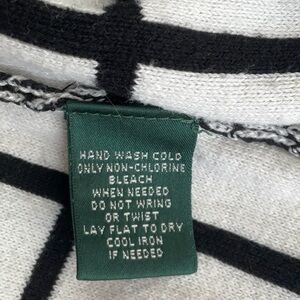 HAND WASH COLD
ONLY NON-CHLORINE
BLEACH
WHEN NEEDED
DO NOT WRING
OR TWIST
LAY FLAT TO DRY
COOL IRON
IF NEEDED